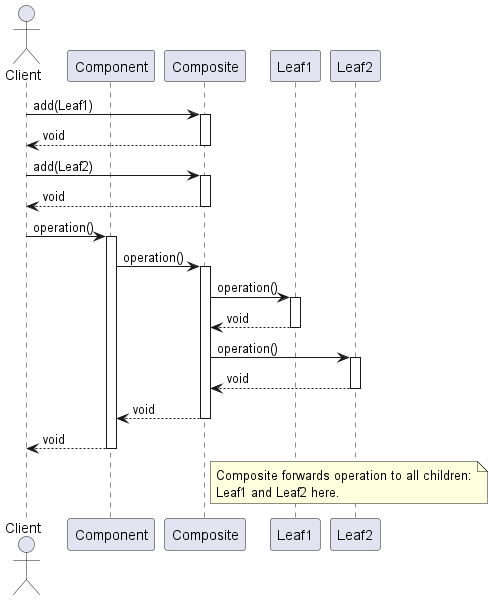 Client
Component
Composite
Leaf1
Leaf2
add(Leaf1)
void
add(Leaf2)
void
operation()
operation()
operation()
void
operation()
void
void
void
Composite forwards operation to all children:
Leaf1 and Leaf2 here.
Client
Component
Composite
Leaf1
Leaf2